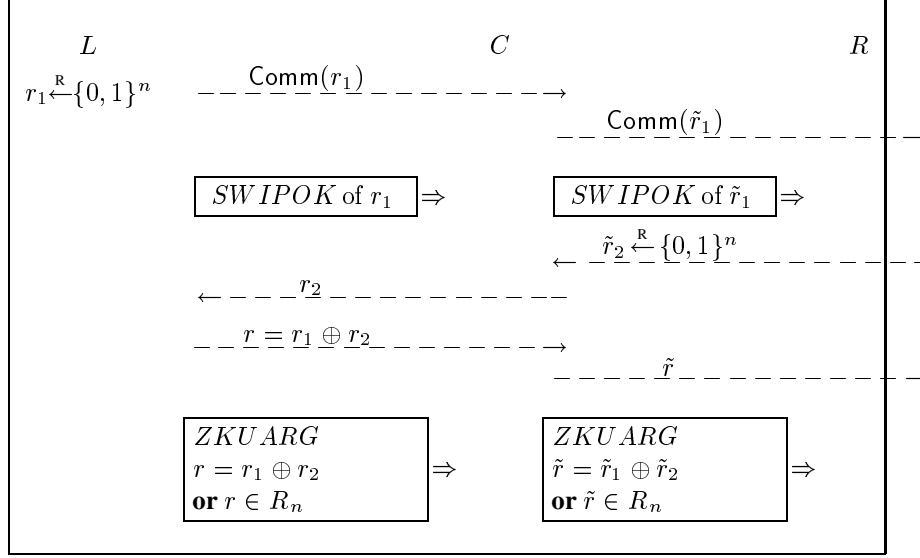 L C R
r₁ ←ᴿ {0, 1}ⁿ Comm(r₁)
Comm(r̃₁)
SWIPOK of r₁ ⇒ SWIPOK of r̃₁ ⇒
r̃₂ ←ᴿ {0, 1}ⁿ
r₂
r = r₁ ⊕ r₂
r̃
ZKUARG ZKUARG
r = r₁ ⊕ r₂ ⇒ r̃ = r̃₁ ⊕ r̃₂ ⇒
or r ∈ Rₙ or r̃ ∈ Rₙ